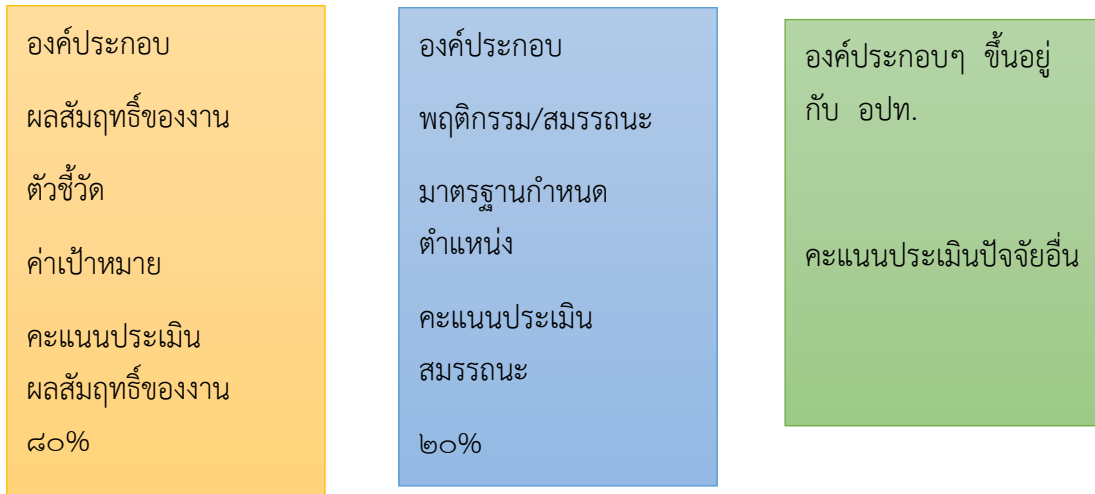 องค์ประกอบ
ผลสัมฤทธิ์ของงาน
ตัวชี้วัด
ค่าเป้าหมาย
คะแนนประเมิน
ผลสัมฤทธิ์ของงาน
๘๐%
องค์ประกอบ
พฤติกรรม/สมรรถนะ
มาตรฐานกำหนด
ตำแหน่ง
คะแนนประเมิน
สมรรถนะ
๒๐%
องค์ประกอบๆ ขึ้นอยู่
กับ อปท.
คะแนนประเมินปัจจัยอื่น